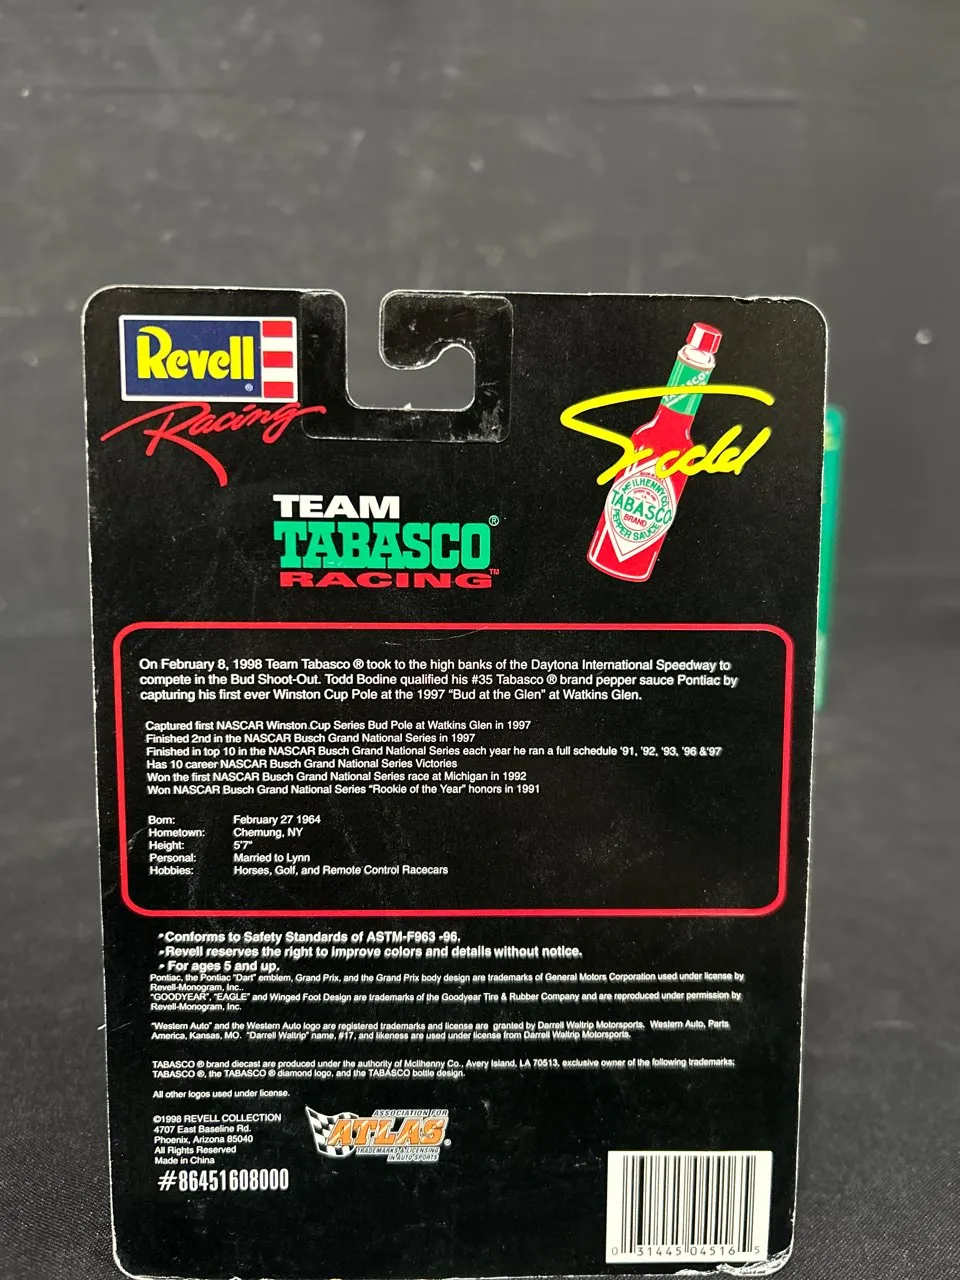 Revell®
Racing
Todd
TABASCO
McILHENNY CO.
TABASCO
BRAND
PEPPER SAUCE
TEAM
TABASCO®
RACING™
On February 8, 1998 Team Tabasco ® took to the high banks of the Daytona International Speedway to
compete in the Bud Shoot-Out. Todd Bodine qualified his #35 Tabasco ® brand pepper sauce Pontiac by
capturing his first ever Winston Cup Pole at the 1997 "Bud at the Glen" at Watkins Glen.
Captured first NASCAR Winston Cup Series Bud Pole at Watkins Glen in 1997
Finished 2nd in the NASCAR Busch Grand National Series in 1997
Finished in top 10 in the NASCAR Busch Grand National Series each year he ran a full schedule '91, '92, '93, '96 &'97
Has 10 career NASCAR Busch Grand National Series Victories
Won the first NASCAR Busch Grand National Series race at Michigan in 1992
Won NASCAR Busch Grand National Series "Rookie of the Year" honors in 1991
Born: February 27 1964
Hometown: Chemung, NY
Height: 5'7"
Personal: Married to Lynn
Hobbies: Horses, Golf, and Remote Control Racecars
•Conforms to Safety Standards of ASTM-F963 -96.
•Revell reserves the right to improve colors and details without notice.
• For ages 5 and up.
Pontiac, the Pontiac "Dart" emblem, Grand Prix, and the Grand Prix body design are trademarks of General Motors Corporation used under license by
Revell-Monogram, Inc..
"GOODYEAR", "EAGLE" and Winged Foot Design are trademarks of the Goodyear Tire & Rubber Company and are reproduced under permission by
Revell-Monogram, Inc.
"Western Auto" and the Western Auto logo are registered trademarks and license are granted by Darrell Waltrip Motorsports. Western Auto, Parts
America, Kansas, MO. "Darrell Waltrip" name, #17, and likeness are used under license from Darrell Waltrip Motorsports.
TABASCO ® brand diecast are produced under the authority of McIlhenny Co., Avery Island, LA 70513, exclusive owner of the following trademarks;
TABASCO ®, the TABASCO ® diamond logo, and the TABASCO bottle design.
All other logos used under license.
©1998 REVELL COLLECTION
4707 East Baseline Rd.
Phoenix, Arizona 85040
All Rights Reserved
Made in China
#86451608000
ASSOCIATION FOR
ATLAS®
TRADEMARKS & LICENSING
IN AUTO SPORTS
0 31445 04516 5